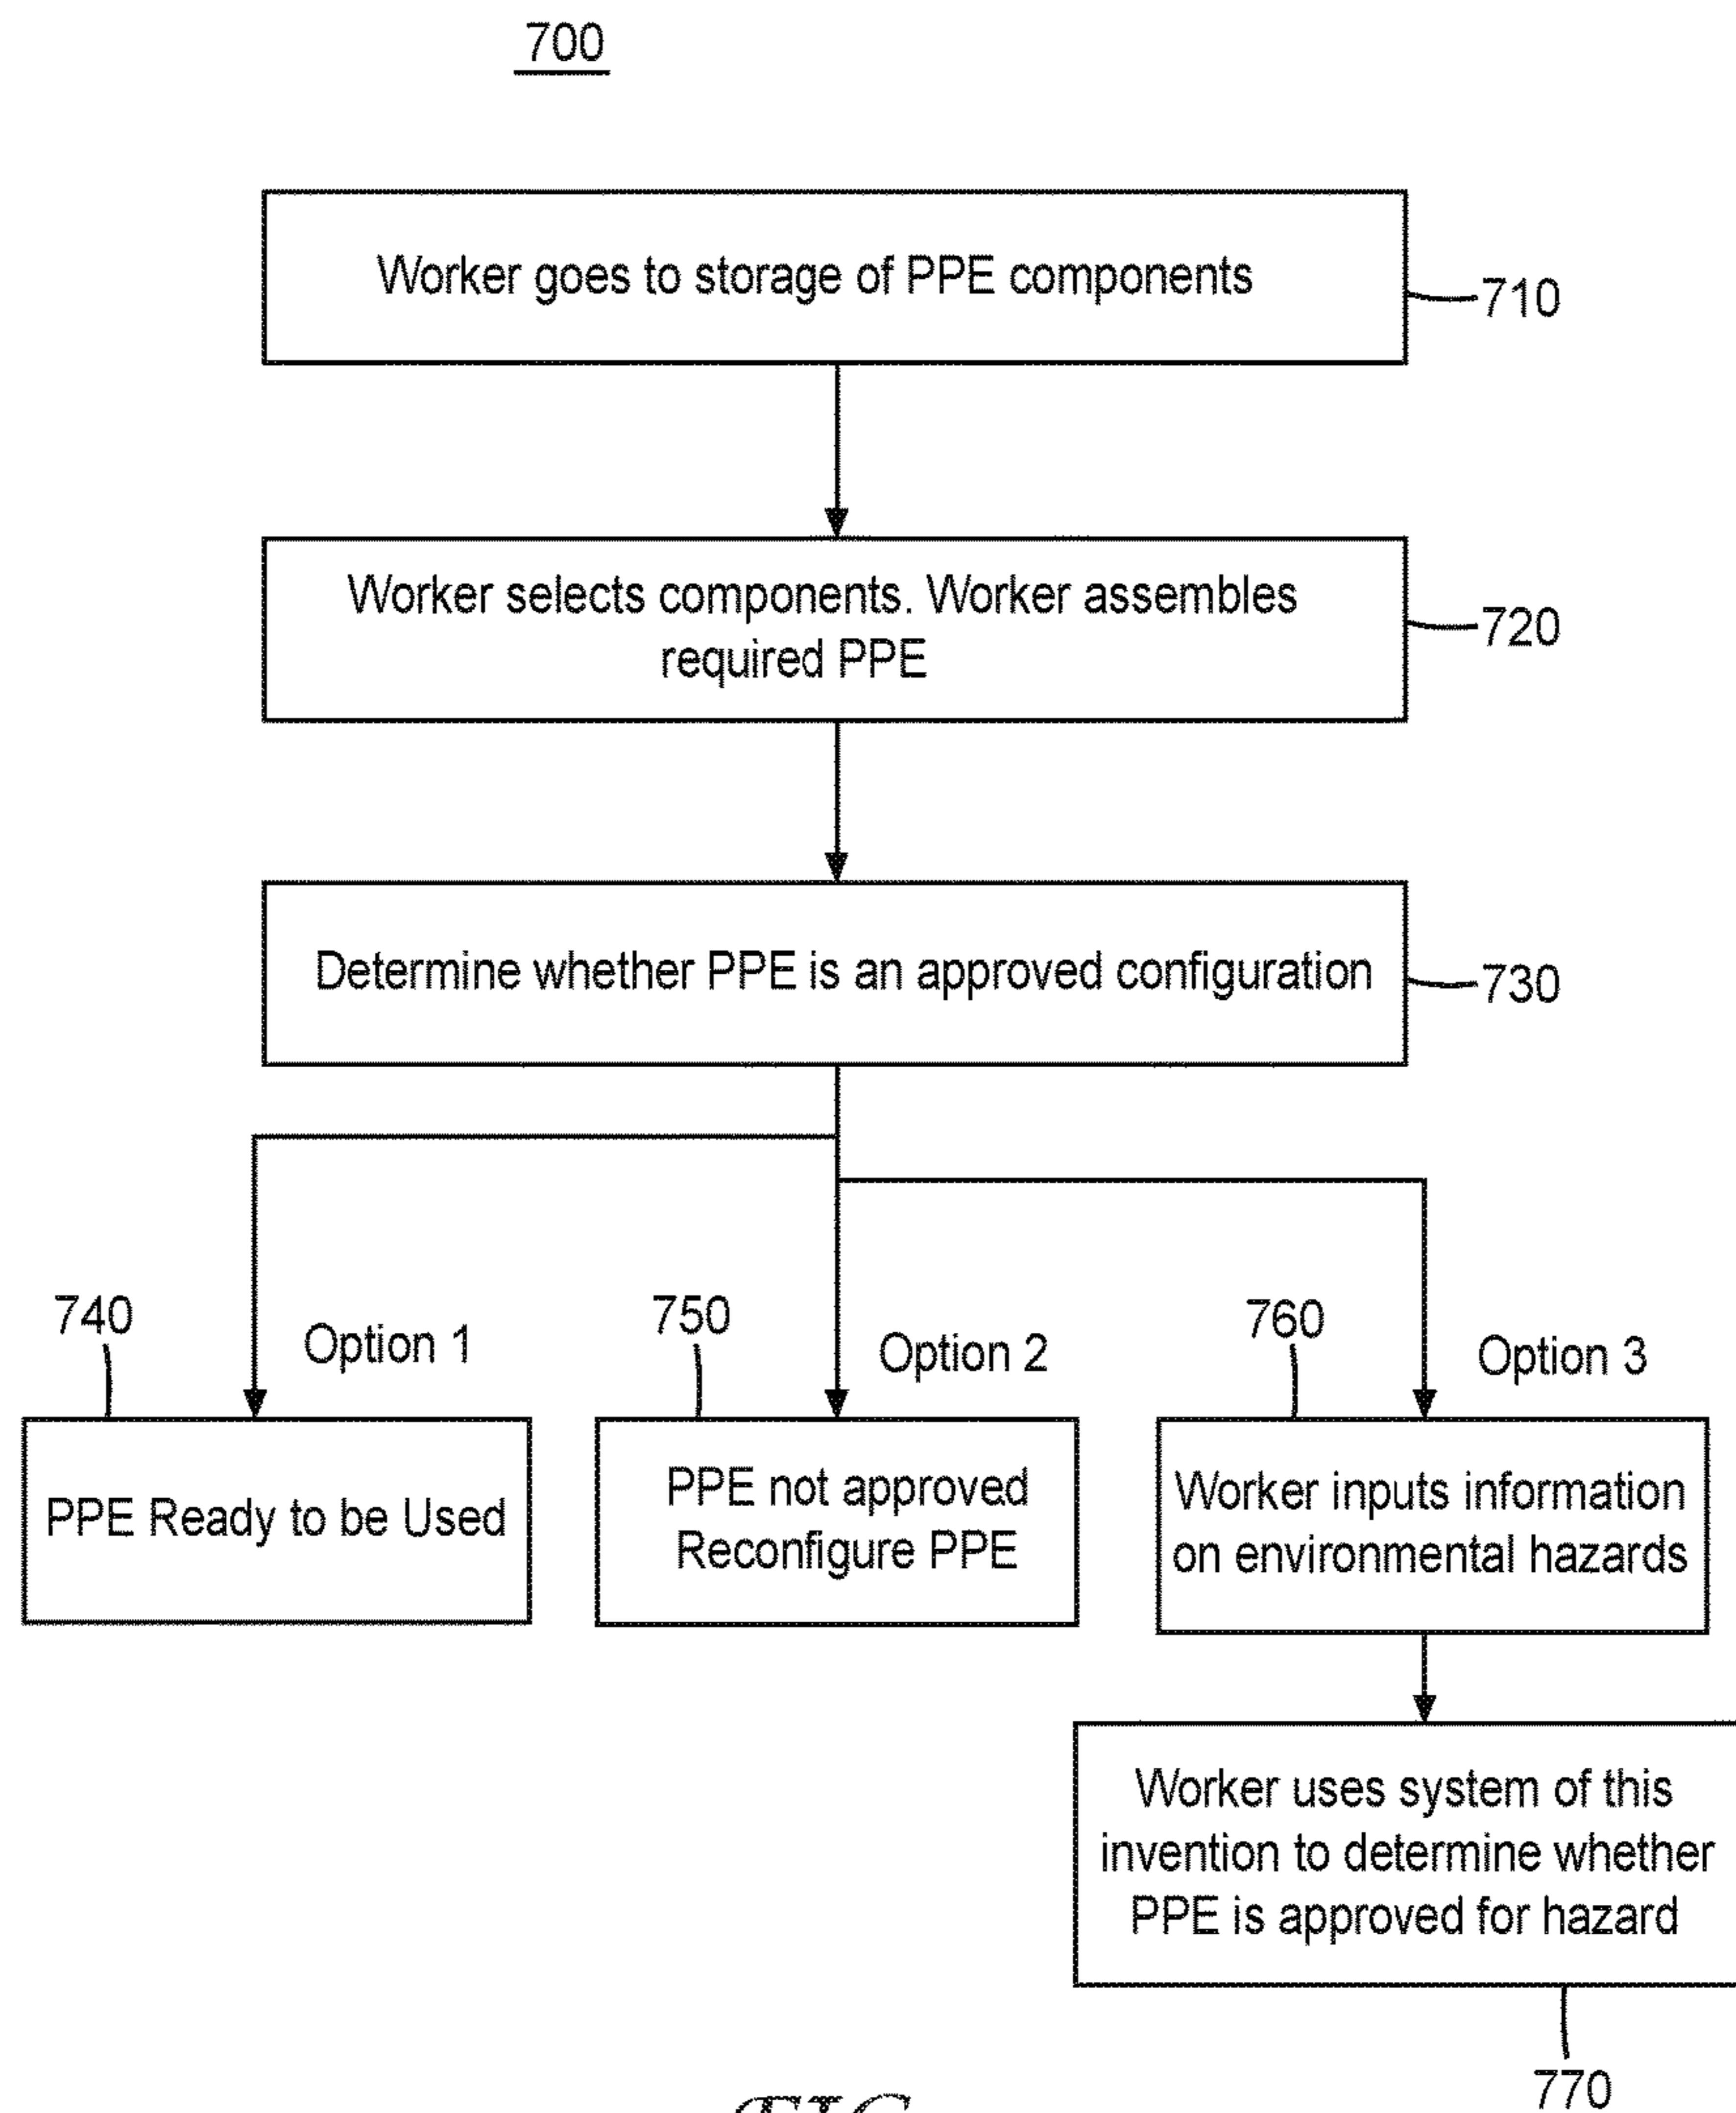 700
Worker goes to storage of PPE components
710
Worker selects components. Worker assembles
required PPE
720
Determine whether PPE is an approved configuration
730
740
Option 1
750
Option 2
760
Option 3
PPE Ready to be Used
PPE not approved
Reconfigure PPE
Worker inputs information
on environmental hazards
Worker uses system of this
invention to determine whether
PPE is approved for hazard
770